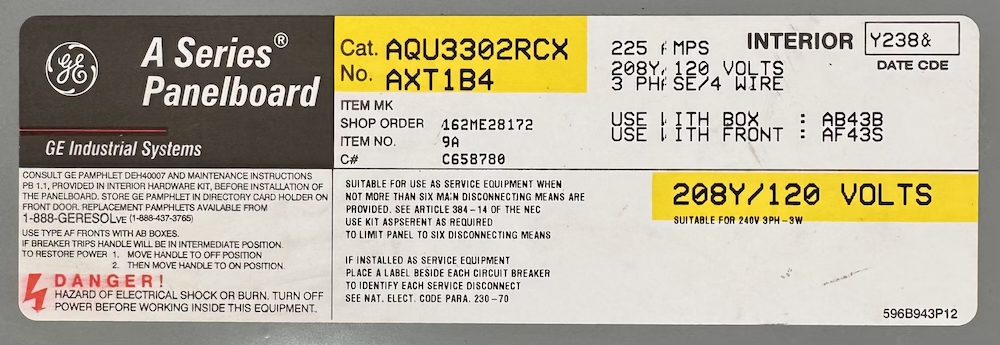 GE
A Series®
Panelboard
GE Industrial Systems
Cat. AQU3302RCX
No. AXT1B4
ITEM MK
SHOP ORDER 162ME28172
ITEM NO. 9A
C# C658780
225 AMPS
208Y/120 VOLTS
3 PHASE/4 WIRE
INTERIOR
Y238&
DATE CDE
USE WITH BOX : AB43B
USE WITH FRONT : AF43S
CONSULT GE PAMPHLET DEH40007 AND MAINTENANCE INSTRUCTIONS
PB 1.1, PROVIDED IN INTERIOR HARDWARE KIT, BEFORE INSTALLATION OF
THE PANELBOARD. STORE GE PAMPHLET IN DIRECTORY CARD HOLDER ON
FRONT DOOR. REPLACEMENT PAMPHLETS AVAILABLE FROM
1-888-GERESOLVE (1-888-437-3765)
USE TYPE AF FRONTS WITH AB BOXES.
IF BREAKER TRIPS HANDLE WILL BE IN INTERMEDIATE POSITION.
TO RESTORE POWER 1. MOVE HANDLE TO OFF POSITION
2. THEN MOVE HANDLE TO ON POSITION.
DANGER!
HAZARD OF ELECTRICAL SHOCK OR BURN. TURN OFF
POWER BEFORE WORKING INSIDE THIS EQUIPMENT.
SUITABLE FOR USE AS SERVICE EQUIPMENT WHEN
NOT MORE THAN SIX MAIN DISCONNECTING MEANS ARE
PROVIDED. SEE ARTICLE 384-14 OF THE NEC
USE KIT ASPSERENT AS REQUIRED
TO LIMIT PANEL TO SIX DISCONNECTING MEANS
IF INSTALLED AS SERVICE EQUIPMENT
PLACE A LABEL BESIDE EACH CIRCUIT BREAKER
TO IDENTIFY EACH SERVICE DISCONNECT
SEE NAT. ELECT. CODE PARA. 230-70
208Y/120 VOLTS
SUITABLE FOR 240V 3PH-3W
596B943P12